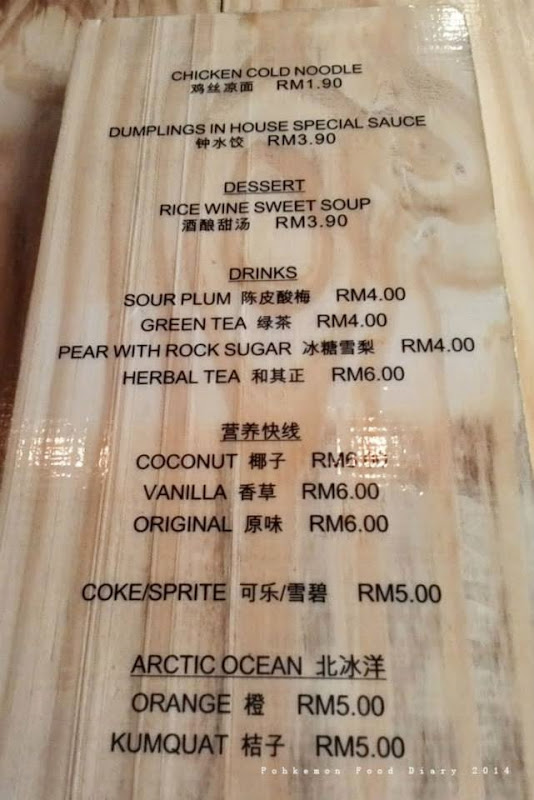 CHICKEN COLD NOODLE
鸡丝凉面 RM1.90
DUMPLINGS IN HOUSE SPECIAL SAUCE
钟水饺 RM3.90
DESSERT
RICE WINE SWEET SOUP
酒酿甜汤 RM3.90
DRINKS
SOUR PLUM 陈皮酸梅 RM4.00
GREEN TEA 绿茶 RM4.00
PEAR WITH ROCK SUGAR 冰糖雪梨 RM4.00
HERBAL TEA 和其正 RM6.00
营养快线
COCONUT 椰子
VANILLA 香草 RM6.00
ORIGINAL 原味 RM6.00
COKE/SPRITE 可乐/雪碧 RM5.00
ARCTIC OCEAN 北冰洋
ORANGE 橙 RM5.00
KUMQUAT 桔子 RM5.00
Pohkemon Food Diary 2014